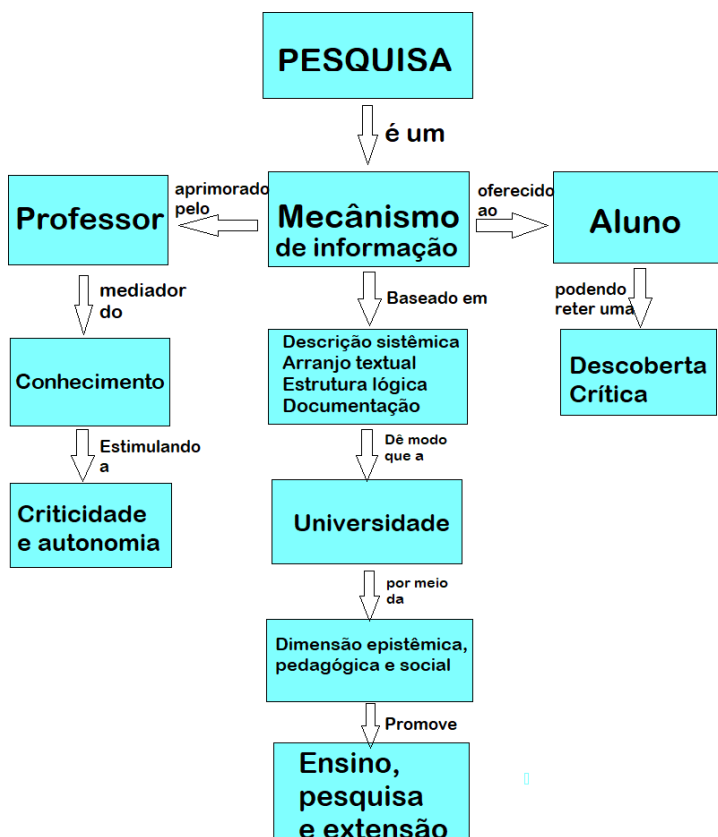 PESQUISA
é um
Professor
aprimorado
pelo
Mecânismo
de informação
oferecido
ao
Aluno
mediador
do
Baseado em
podendo
reter uma
Conhecimento
Descrição sistêmica
Arranjo textual
Estrutura lógica
Documentação
Descoberta
Crítica
Estimulando
a
Dê modo
que a
Criticidade
e autonomia
Universidade
por meio
da
Dimensão epistêmica,
pedagógica e social
Promove
Ensino,
pesquisa
e extensão